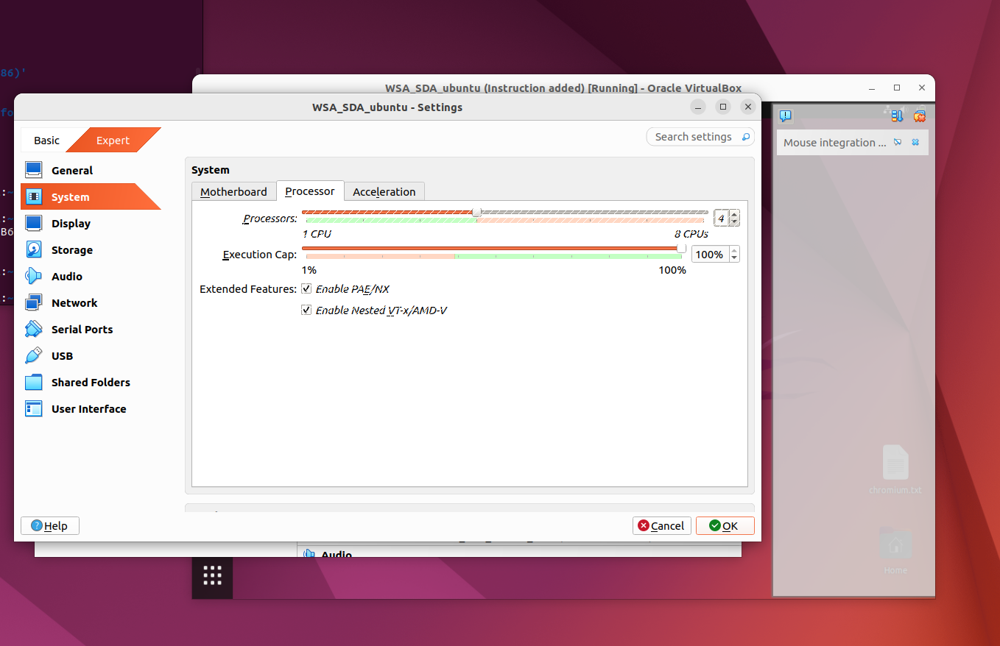 86)'
WSA_SDA_ubuntu (Instruction added) [Running] - Oracle VirtualBox
fo
WSA_SDA_ubuntu - Settings
Mouse integration ...
Basic
Expert
Search settings
General
System
Display
Storage
Audio
Network
Serial Ports
USB
Shared Folders
User Interface
:~
:~
B6
:~
:~
System
Motherboard
Processor
Acceleration
Processors:
4
1 CPU
8 CPUs
Execution Cap:
100%
1%
100%
Extended Features:
Enable PAE/NX
Enable Nested VT-x/AMD-V
chromium.txt
Help
Cancel
OK
Audio
Home